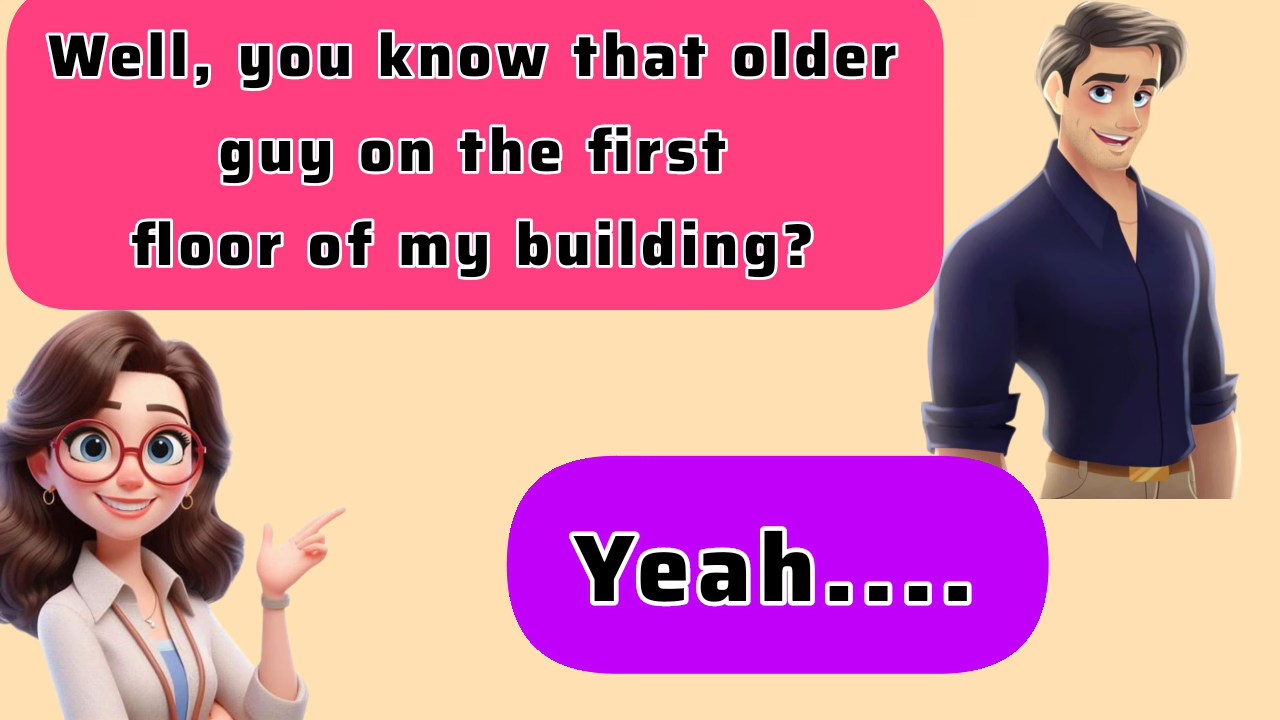 Well, you know that older
guy on the first
floor of my building?
Yeah....